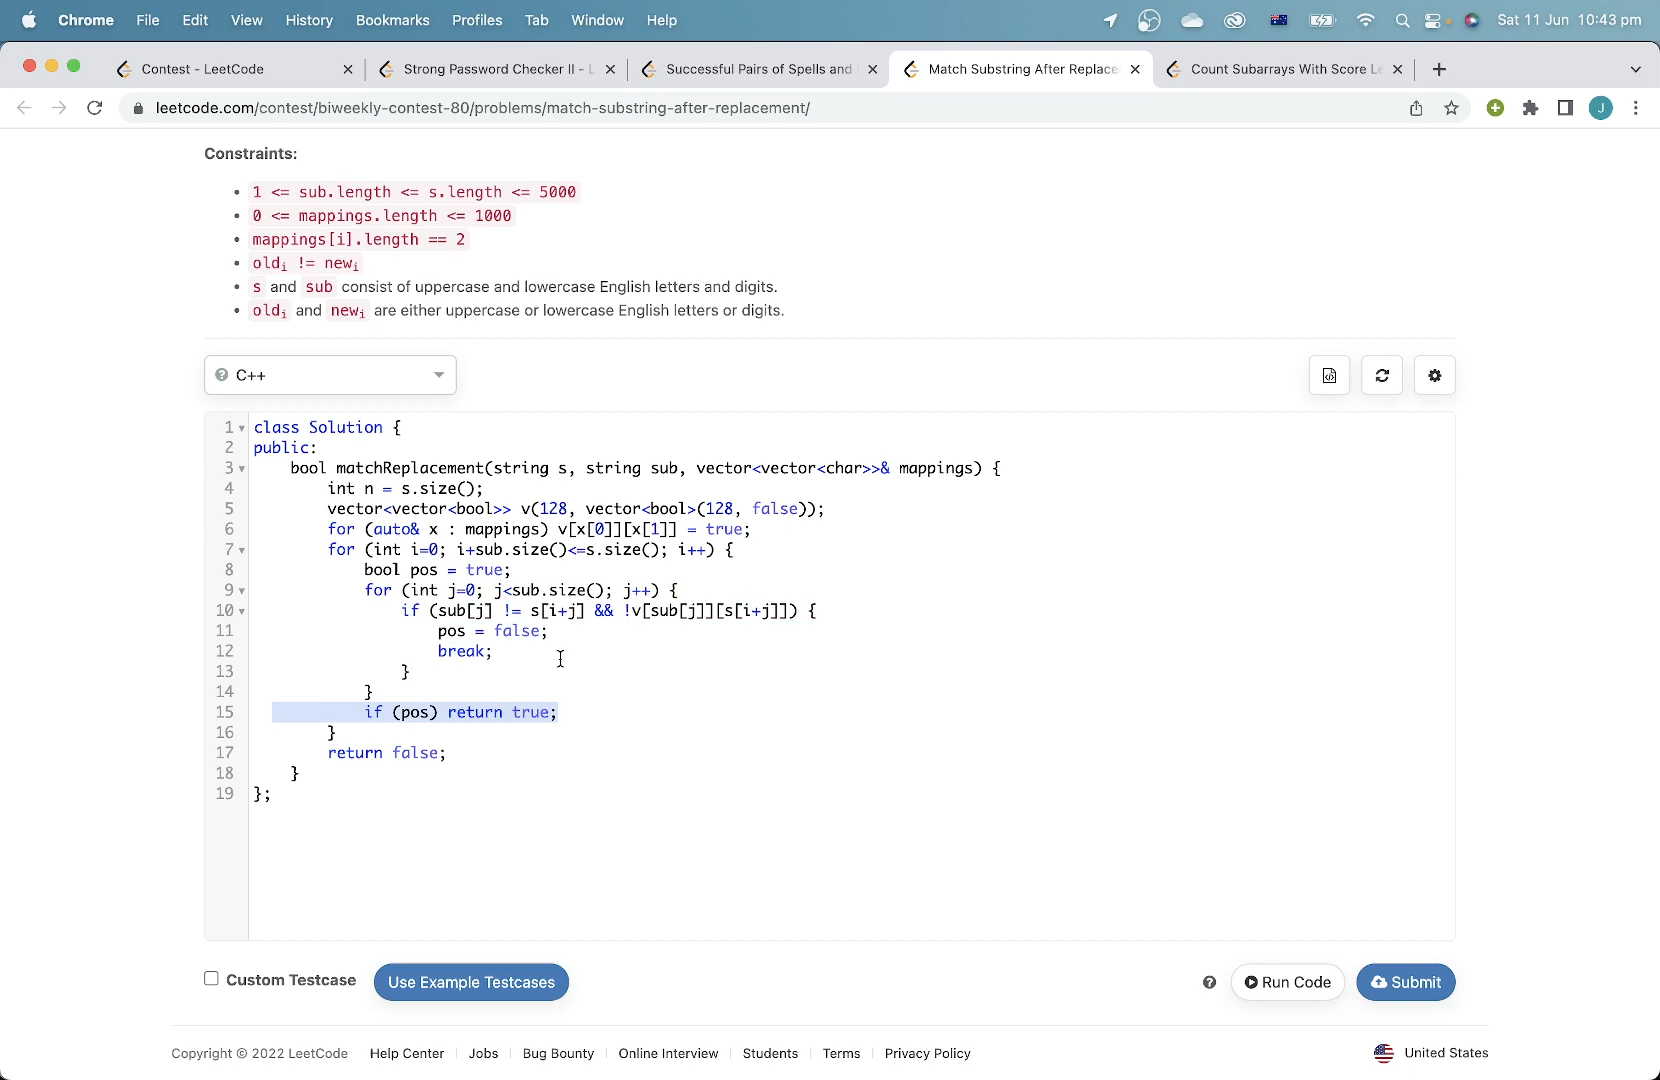 Chrome File Edit View History Bookmarks Profiles Tab Window Help Sat 11 Jun 10:43 pm
Contest - LeetCode Strong Password Checker II - L Successful Pairs of Spells and Match Substring After Replace Count Subarrays With Score Le
leetcode.com/contest/biweekly-contest-80/problems/match-substring-after-replacement/
J
Constraints:
• 1 <= sub.length <= s.length <= 5000
• 0 <= mappings.length <= 1000
• mappings[i].length == 2
• oldi != newi
• s and sub consist of uppercase and lowercase English letters and digits.
• oldi and newi are either uppercase or lowercase English letters or digits.
C++
1 class Solution {
2 public:
3     bool matchReplacement(string s, string sub, vector<vector<char>>& mappings) {
4         int n = s.size();
5         vector<vector<bool>> v(128, vector<bool>(128, false));
6         for (auto& x : mappings) v[x[0]][x[1]] = true;
7         for (int i=0; i+sub.size()<=s.size(); i++) {
8             bool pos = true;
9             for (int j=0; j<sub.size(); j++) {
10                 if (sub[j] != s[i+j] && !v[sub[j]][s[i+j]]) {
11                     pos = false;
12                     break;
13                 }
14             }
15             if (pos) return true;
16         }
17         return false;
18     }
19 };
Custom Testcase Use Example Testcases Run Code Submit
Copyright © 2022 LeetCode Help Center Jobs Bug Bounty Online Interview Students Terms Privacy Policy United States